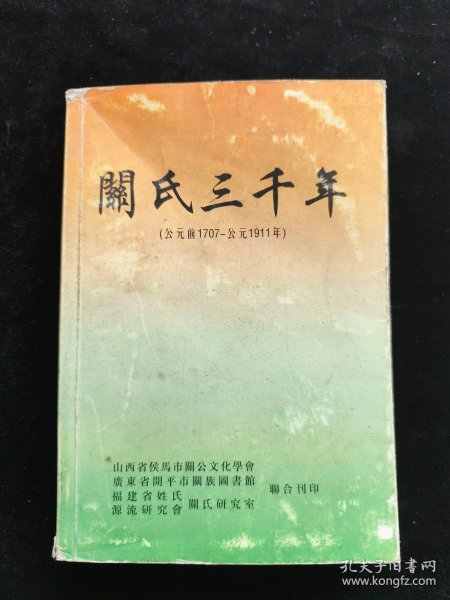 關氏三千年
(公元前1707-公元1911年)
山西省侯馬市關公文化學會
廣東省開平市關族圖書館
福建省姓氏
源流研究會 關氏研究室
聯合刊印
孔夫子旧书网
www.kongfz.com